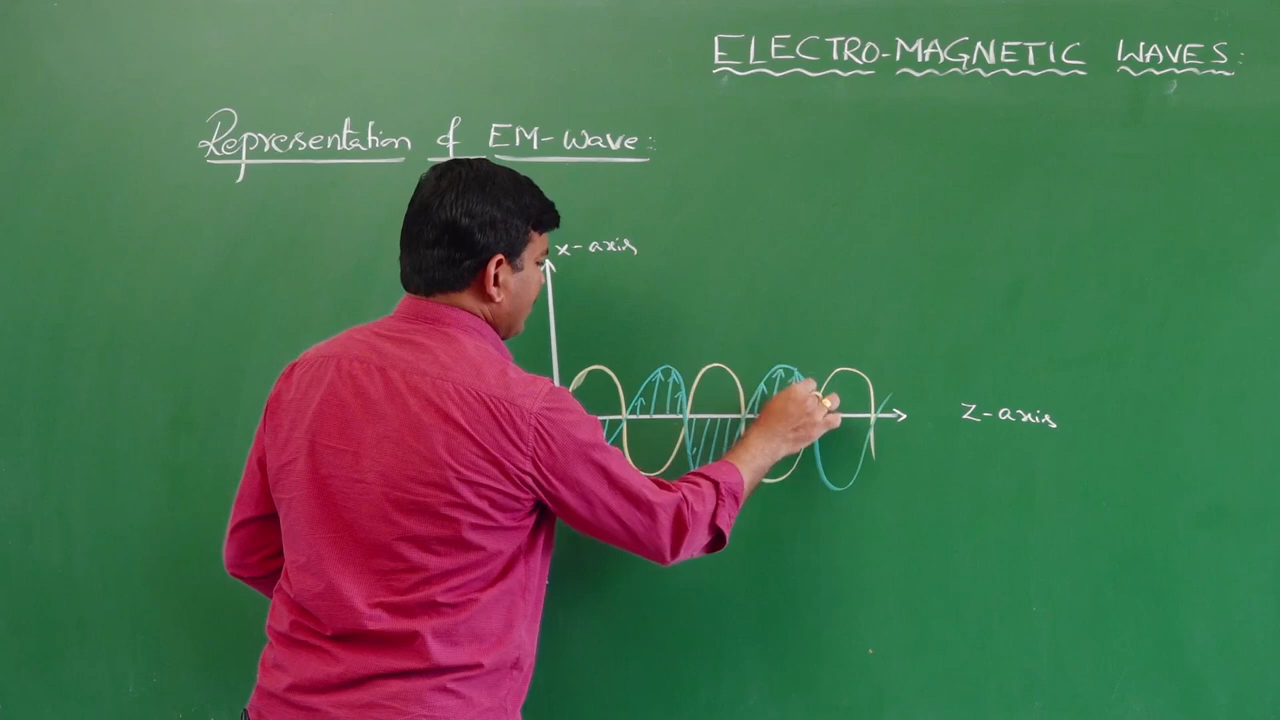 ELECTRO-MAGNETIC WAVES:
Representation of EM-Wave:
x-axis
Z-axis